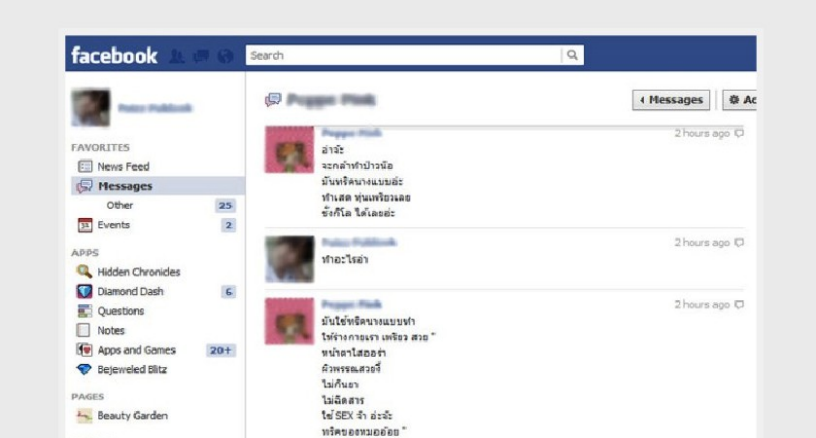 facebook
Search
Messages
Ac
FAVORITES
News Feed
Messages
Other 25
Events 2
APPS
Hidden Chronicles
Diamond Dash 6
Questions
Notes
Apps and Games 20+
Bejeweled Blitz
PAGES
Beauty Garden
2 hours ago
อ่าจ้ะ
จะกล้าทำป่าวน้อ
มันทริคนางแบบอ่ะ
ทำเสด หุ่นเพรียวเลย
ชั่งกิโล ได้เลยอ่ะ
2 hours ago
ทำอะไรอ่า
2 hours ago
มันใช้ทริคนางแบบทำ
ให้ร่างกายเรา เพรียว สวย "
หน้าตาใสออร่า
ผิวพรรณสวยงี้
ไม่กินยา
ไม่ฉีดสาร
ใช้ SEX จ้า อ่ะจ้ะ
ทริคของหมออ้อย "